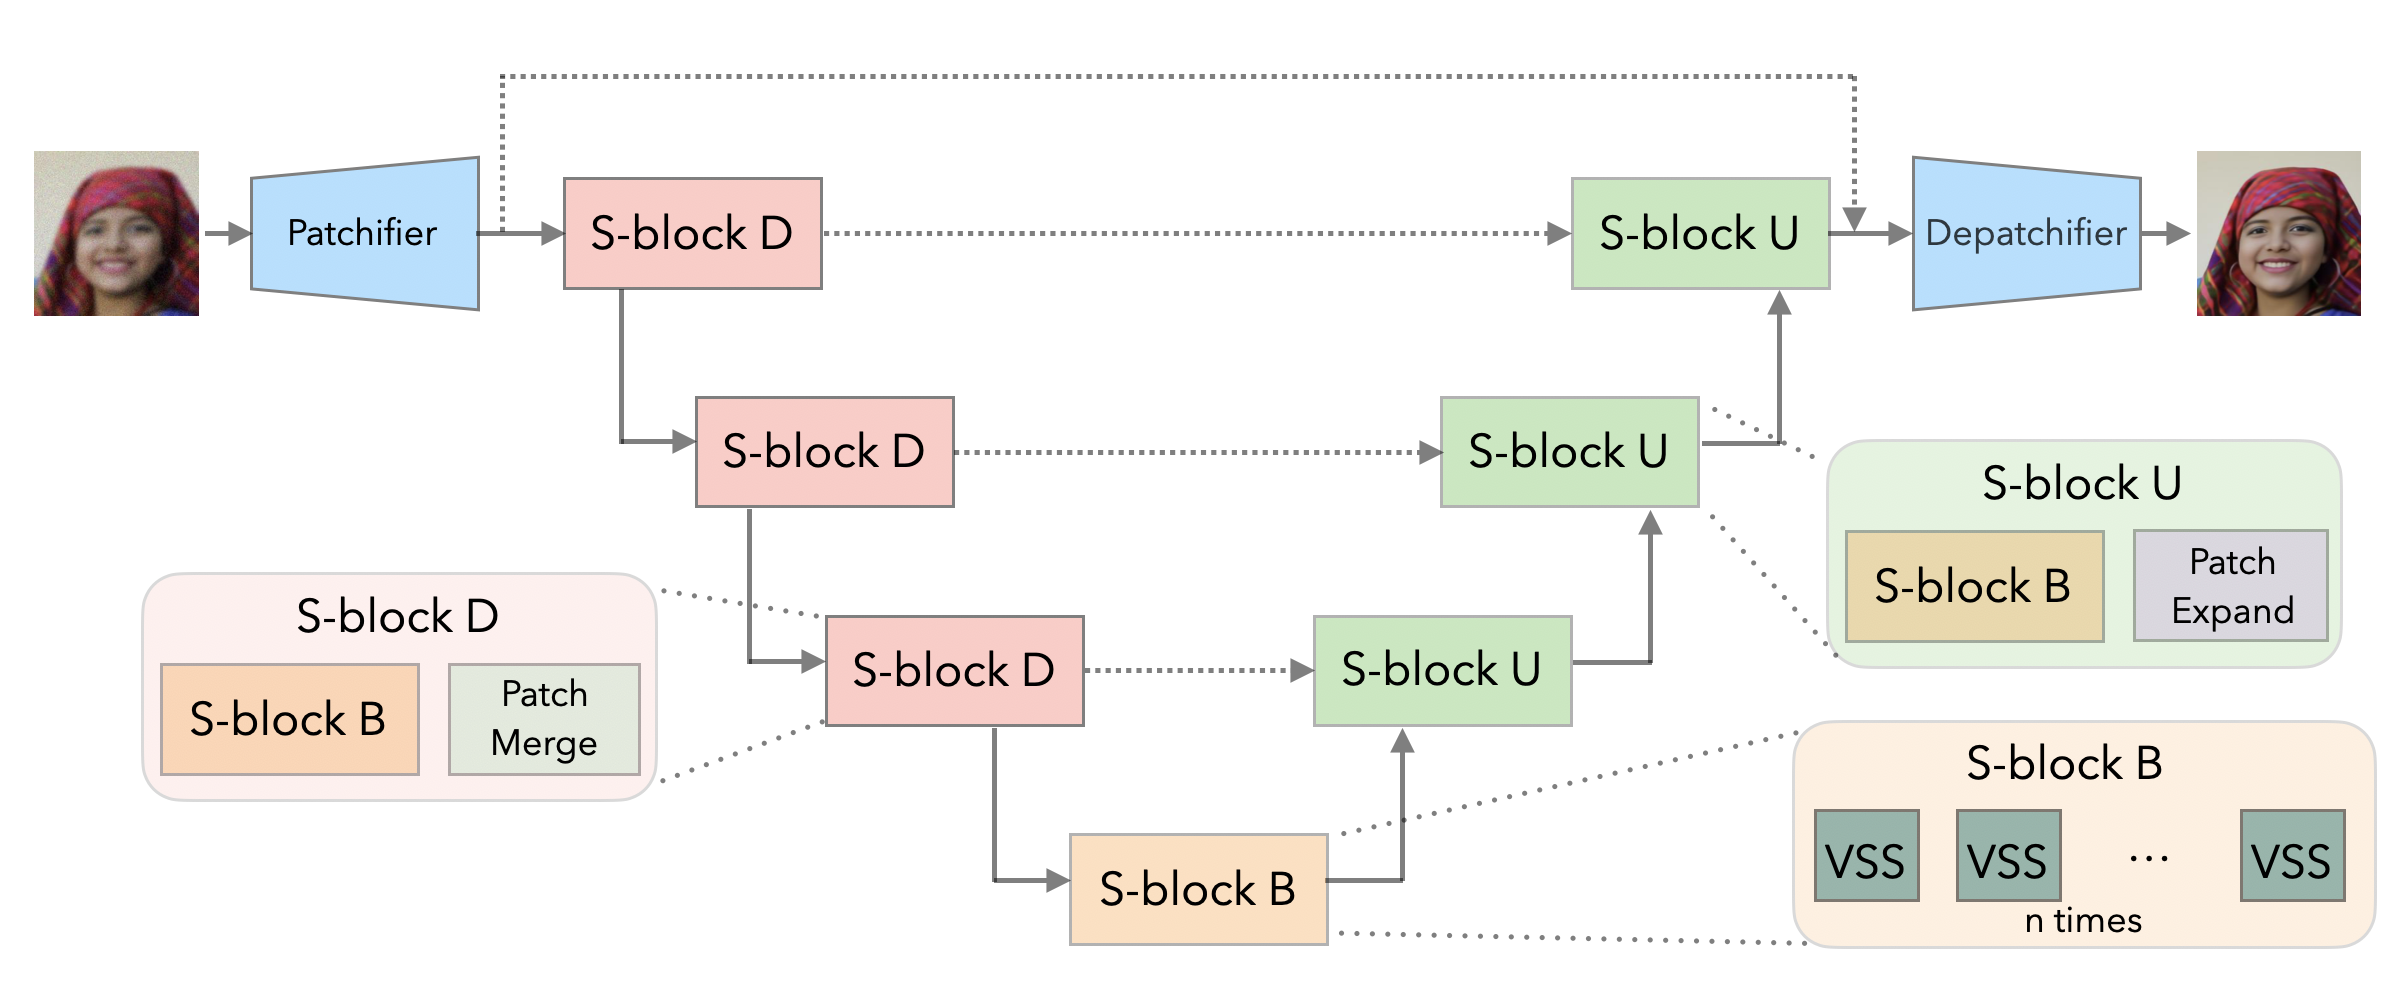 Patchifier
S-block D
S-block U
Depatchifier
S-block D
S-block U
S-block U
S-block B
Patch
Expand
S-block D
S-block B
Patch
Merge
S-block D
S-block U
S-block B
S-block B
VSS
VSS
...
VSS
n times